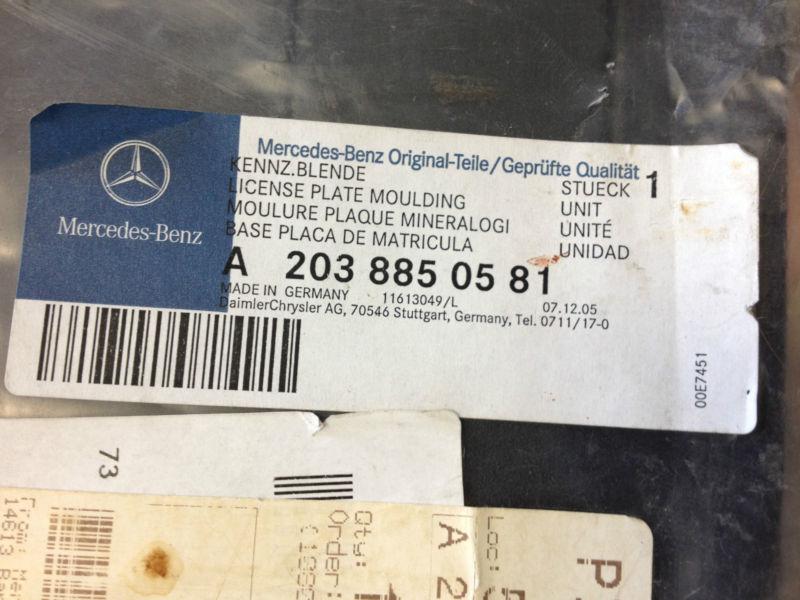 Mercedes-Benz
Mercedes-Benz Original-Teile/Geprüfte Qualität
KENNZ.BLENDE
LICENSE PLATE MOULDING
MOULURE PLAQUE MINERALOGI
BASE PLACA DE MATRICULA
STUECK 1
UNIT
UNITÉ
UNIDAD
A 203 885 05 81
MADE IN GERMANY 11613049/L 07.12.05
DaimlerChrysler AG, 70546 Stuttgart, Germany, Tel. 0711/17-0
00E7451
73
From:
14613
Qty:
Order:
Loc:
A 2